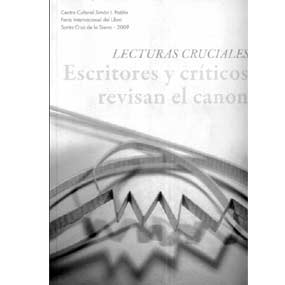 Centro Cultural Simón I. Patiño
Feria Internacional del Libro
Santa Cruz de la Sierra - 2009
LECTURAS CRUCIALES
Escritores y críticos
revisan el canon